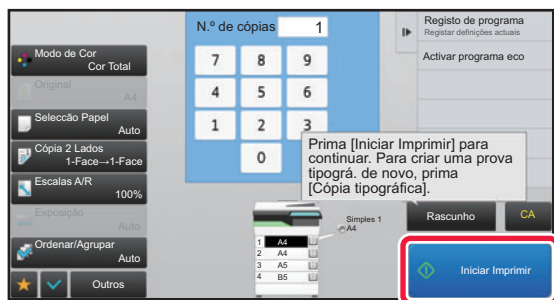 N.º de cópias 1
Registo de programa
Registar definições actuais
Activar programa eco
Modo de Cor
Cor Total
Original
A4
Selecção Papel
Auto
Cópia 2 Lados
1-Face→1-Face
Escalas A/R
100%
Exposição
Auto
Ordenar/Agrupar
Auto
Outros
7 8 9
4 5 6
1 2 3
0
Prima [Iniciar Imprimir] para
continuar. Para criar uma prova
tipográ. de novo, prima
[Cópia tipográfica].
Simples 1
A4
1 A4
2 A4
3 A5
4 B5
Rascunho
CA
Iniciar Imprimir